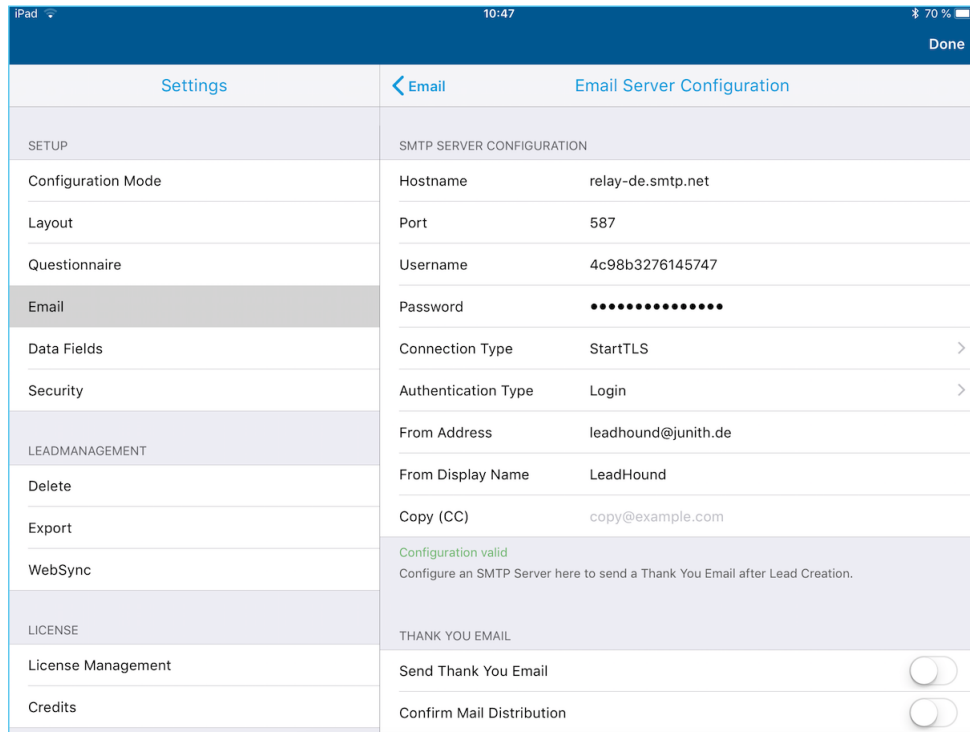 iPad 10:47 70 %
Done
Settings
SETUP
Configuration Mode
Layout
Questionnaire
Email
Data Fields
Security
LEADMANAGEMENT
Delete
Export
WebSync
LICENSE
License Management
Credits
Email Email Server Configuration
SMTP SERVER CONFIGURATION
Hostname relay-de.smtp.net
Port 587
Username 4c98b3276145747
Password •••••••••••••••
Connection Type StartTLS
Authentication Type Login
From Address leadhound@junith.de
From Display Name LeadHound
Copy (CC) copy@example.com
Configuration valid
Configure an SMTP Server here to send a Thank You Email after Lead Creation.
THANK YOU EMAIL
Send Thank You Email
Confirm Mail Distribution